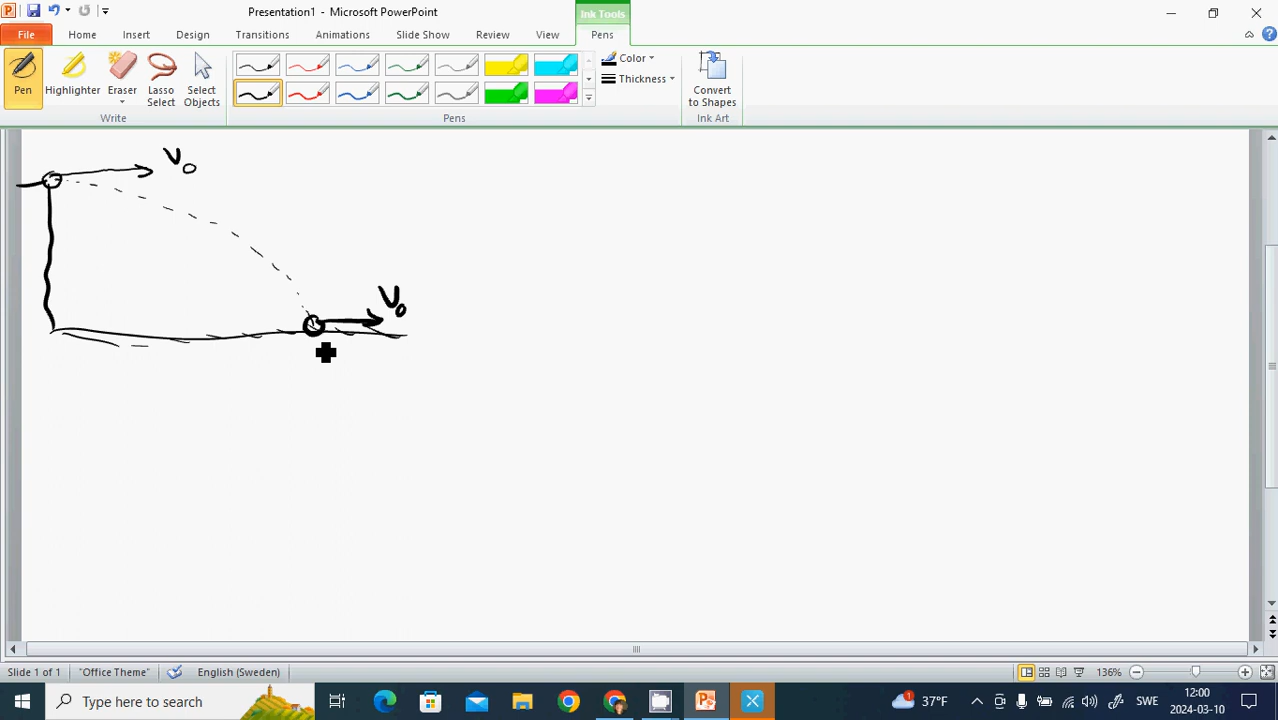 Presentation1 - Microsoft PowerPoint
Ink Tools
File Home Insert Design Transitions Animations Slide Show Review View Pens
Pen Highlighter Eraser Lasso Select Select Objects
Color
Thickness
Convert to Shapes
Write Pens Ink Art
V0
V0
Slide 1 of 1 "Office Theme" English (Sweden) 136%
Type here to search 1 37°F SWE 12:00 2024-03-10